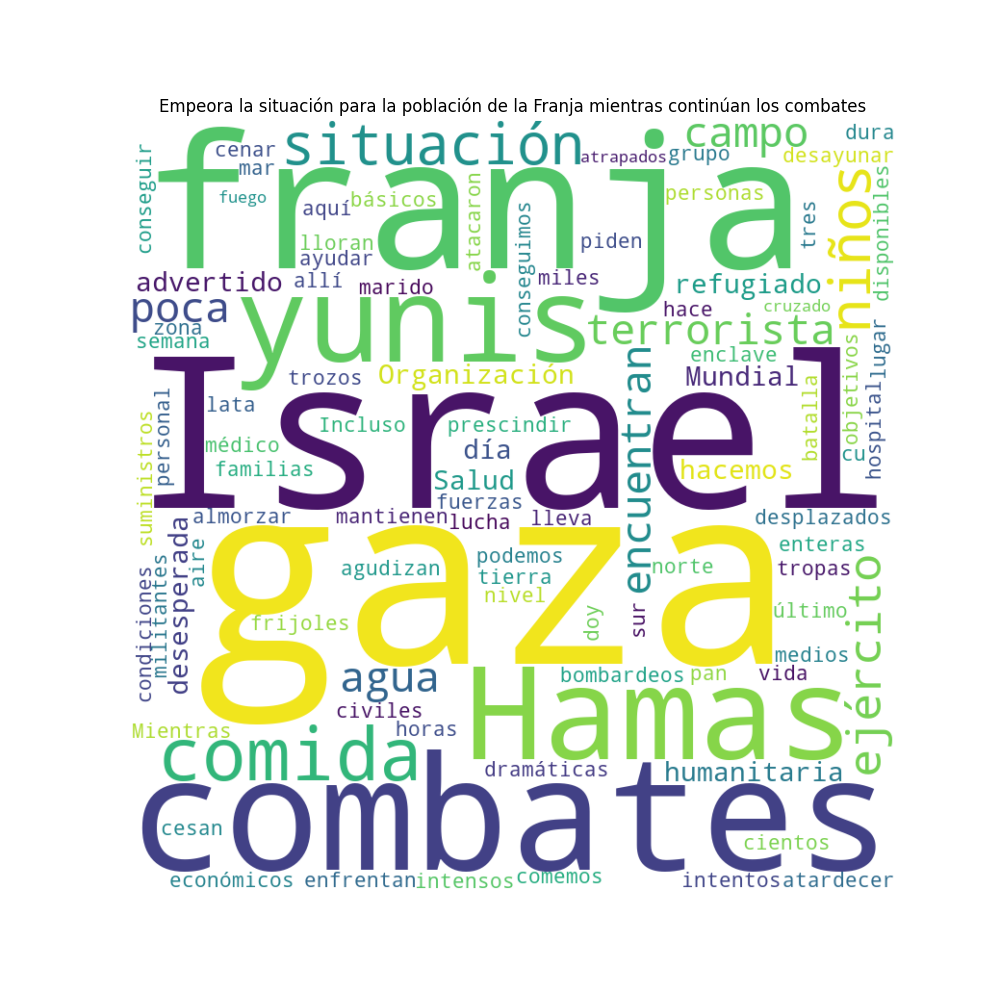 Empeora la situación para la población de la Franja mientras continúan los combates
franja
situación
campo
dura
cenar
mar
atrapados
grupo
desayunar
conseguir
fuego
básicos
personas
aquí
atacaron
lloran
ayudar
conseguimos
piden
tres
niños
disponibles
advertido
allí
marido
miles
refugiado
poca
yunis
hace
cruzado
zona
semana
terrorista
enclave
Israel
trozos
Organización
encuentran
Mundial
objetivos
lugar
lata
personal
Incluso
prescindir
batalla
cu
hospital
médico
día
familias
Salud
hacemos
suministros
fuerzas
almorzar
mantienen
lucha
lleva
desplazados
gaza
desesperada
aire
agudizan
podemos
tierra
norte
enteras
tropas
condiciones
militantes
nivel
frijoles
doy
sur
último
ejército
medios
agua
Hamas
bombardeos
pan
vida
civiles
Mientras
horas
comida
dramáticas
humanitaria
combates
cesan
cientos
económicos
enfrentan
intensos
comemos
intentos
atardecer